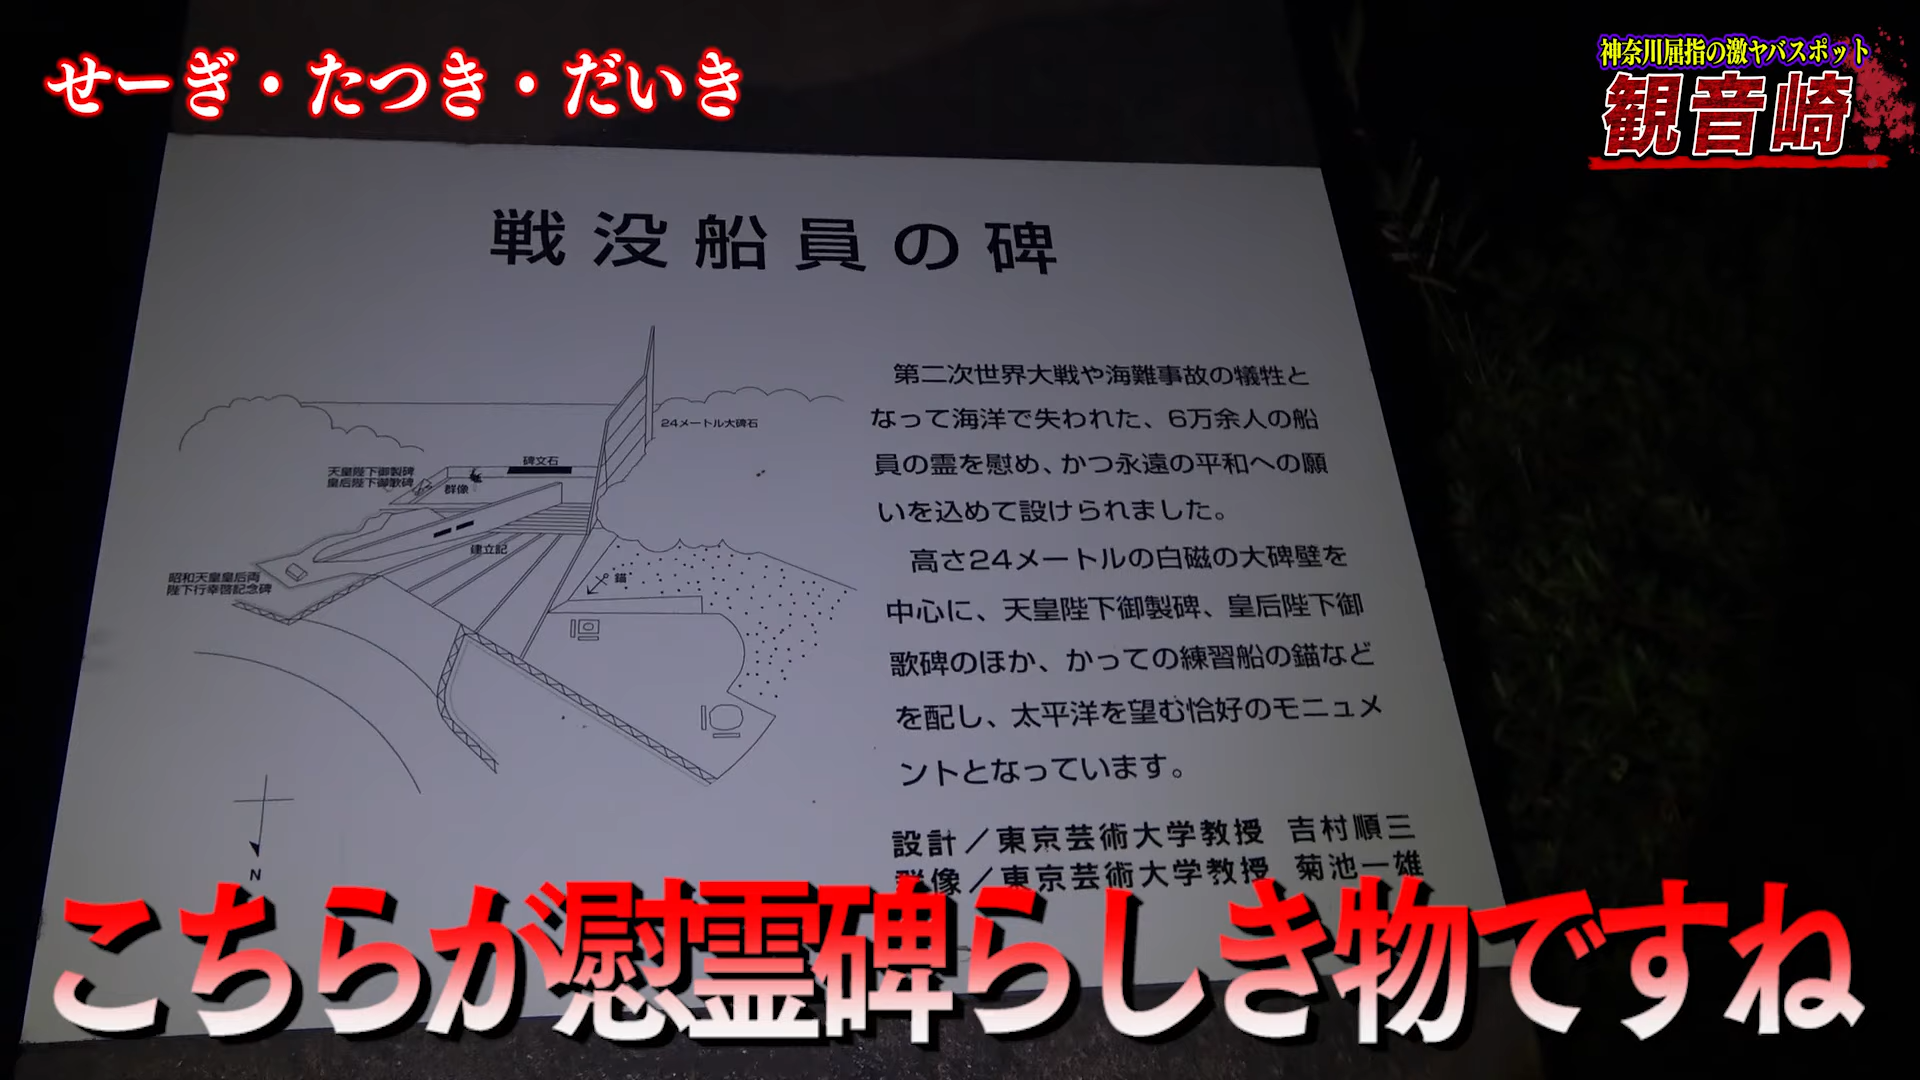 せーぎ・たつき・だいき
神奈川屈指の激ヤバスポット
観音崎
戦没船員の碑
24メートル大碑石
碑文石
天皇陛下御製碑
皇后陛下御歌碑
群像
建立記
昭和天皇皇后両
陛下行幸啓記念碑
錨
N
第二次世界大戦や海難事故の犠牲と
なって海洋で失われた、6万余人の船
員の霊を慰め、かつ永遠の平和への願
いを込めて設けられました。
高さ24メートルの白磁の大碑壁を
中心に、天皇陛下御製碑、皇后陛下御
歌碑のほか、かっての練習船の錨など
を配し、太平洋を望む恰好のモニュメ
ントとなっています。
設計／東京芸術大学教授 吉村順三
群像／東京芸術大学教授 菊池一雄
こちらが慰霊碑らしき物ですね